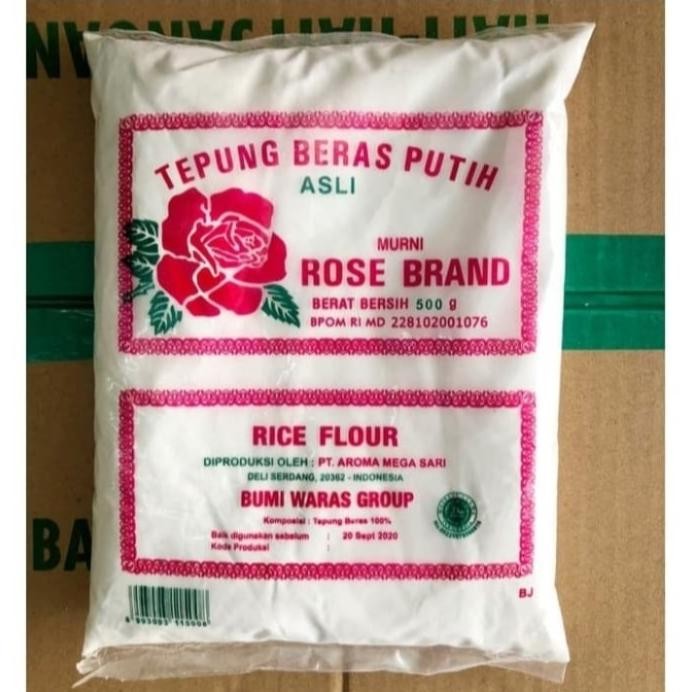 TEPUNG BERAS PUTIH
ASLI
MURNI
ROSE BRAND
BERAT BERSIH 500 g
BPOM RI MD 228102001076
RICE FLOUR
DIPRODUKSI OLEH : PT. AROMA MEGA SARI
DELI SERDANG, 20362 - INDONESIA
BUMI WARAS GROUP
Komposisi : Tepung Beras 100%
Baik digunakan sebelum : 20 Sept 2020
Kode Produksi :
BJ
BA